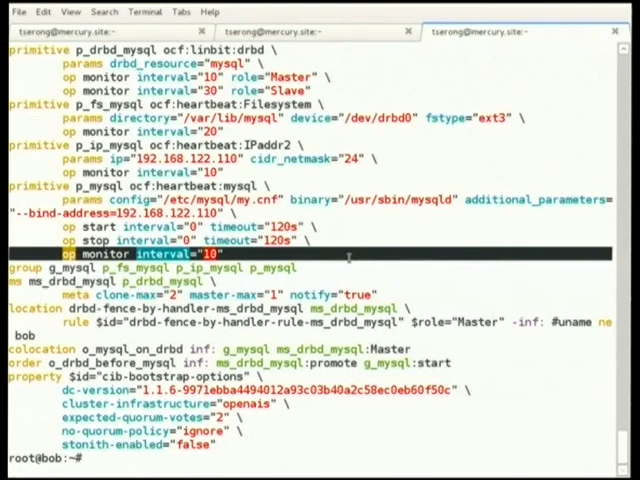 File Edit View Search Terminal Tabs Help
tserong@mercury.site:~ tserong@mercury.site:~ tserong@mercury.site:~
primitive p_drbd_mysql ocf:linbit:drbd \
params drbd_resource="mysql" \
op monitor interval="10" role="Master" \
op monitor interval="30" role="Slave"
primitive p_fs_mysql ocf:heartbeat:Filesystem \
params directory="/var/lib/mysql" device="/dev/drbd0" fstype="ext3" \
op monitor interval="20"
primitive p_ip_mysql ocf:heartbeat:IPaddr2 \
params ip="192.168.122.110" cidr_netmask="24" \
op monitor interval="10"
primitive p_mysql ocf:heartbeat:mysql \
params config="/etc/mysql/my.cnf" binary="/usr/sbin/mysqld" additional_parameters=
"--bind-address=192.168.122.110" \
op start interval="0" timeout="120s" \
op stop interval="0" timeout="120s" \
op monitor interval="10"
group g_mysql p_fs_mysql p_ip_mysql p_mysql
ms ms_drbd_mysql p_drbd_mysql \
meta clone-max="2" master-max="1" notify="true"
location drbd-fence-by-handler-ms_drbd_mysql ms_drbd_mysql \
rule $id="drbd-fence-by-handler-rule-ms_drbd_mysql" $role="Master" -inf: #uname ne
bob
colocation o_mysql_on_drbd inf: g_mysql ms_drbd_mysql:Master
order o_drbd_before_mysql inf: ms_drbd_mysql:promote g_mysql:start
property $id="cib-bootstrap-options" \
dc-version="1.1.6-9971ebba4494012a93c03b40a2c58ec0eb60f50c" \
cluster-infrastructure="openais" \
expected-quorum-votes="2" \
no-quorum-policy="ignore" \
stonith-enabled="false"
root@bob:~#